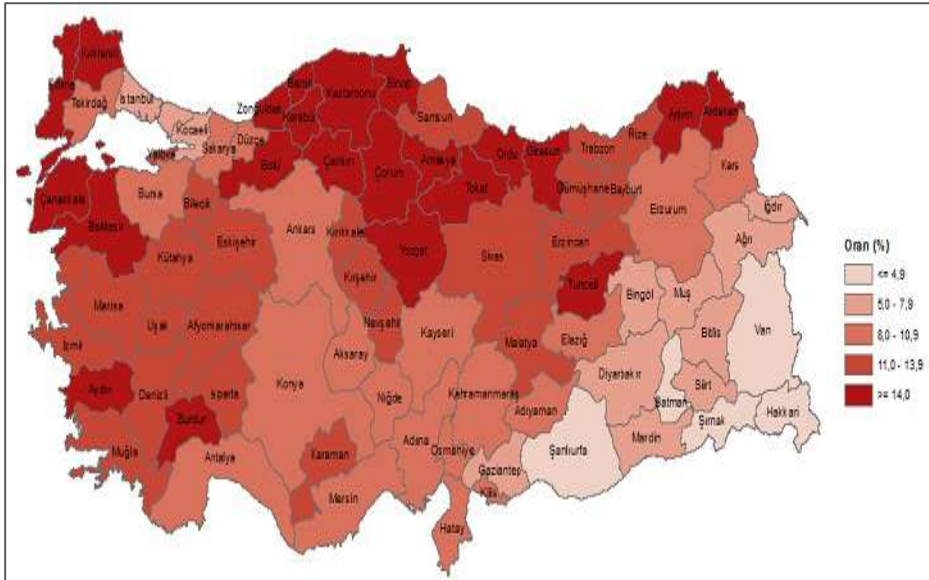 Kırklareli
Edirne
Tekirdağ
İstanbul
Kocaeli
Yalova
Sakarya
Düzce
Zonguldak
Bartın
Karabük
Kastamonu
Sinop
Samsun
Bolu
Çankırı
Çorum
Amasya
Tokat
Ordu
Giresun
Trabzon
Rize
Artvin
Ardahan
Gümüşhane
Bayburt
Kars
Iğdır
Ağrı
Erzurum
Erzincan
Çanakkale
Balıkesir
Bursa
Bilecik
Kütahya
Eskişehir
Ankara
Kırıkkale
Kırşehir
Yozgat
Sivas
Tunceli
Bingöl
Muş
Bitlis
Van
Manisa
Uşak
Afyonkarahisar
İzmir
Konya
Aksaray
Nevşehir
Kayseri
Malatya
Elazığ
Diyarbakır
Batman
Siirt
Şırnak
Hakkari
Aydın
Denizli
Isparta
Burdur
Muğla
Antalya
Karaman
Mersin
Niğde
Adana
Kahramanmaraş
Osmaniye
Adıyaman
Gaziantep
Kilis
Şanlıurfa
Mardin
Hatay
Oran (%)
<= 4,9
5,0 - 7,9
8,0 - 10,9
11,0 - 13,9
>= 14,0